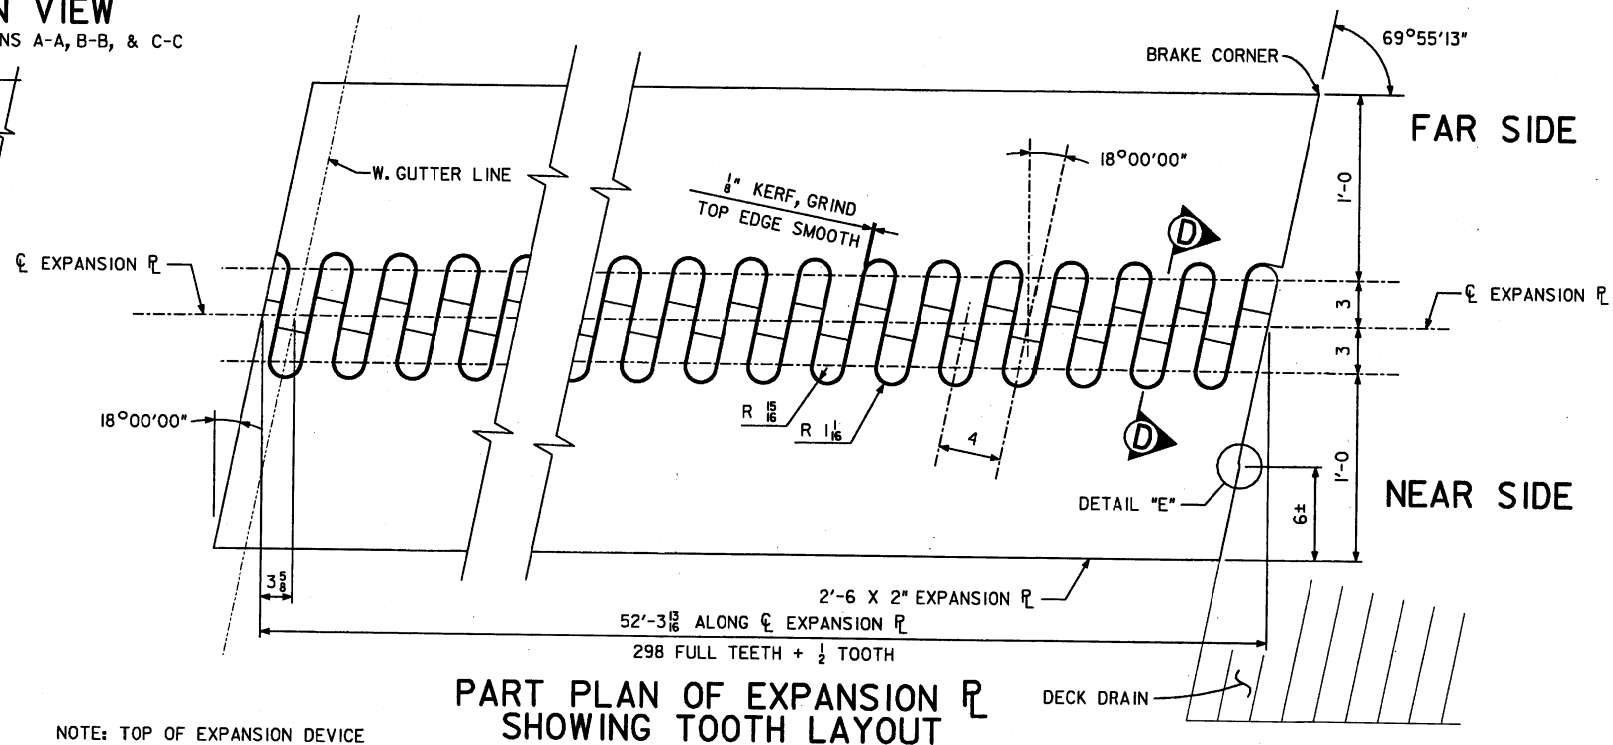 N VIEW
NS A-A, B-B, & C-C
69°55'13"
BRAKE CORNER
FAR SIDE
W. GUTTER LINE
18°00'00"
1/8" KERF, GRIND
TOP EDGE SMOOTH
D
1'-0
℄ EXPANSION ⅊
3
℄ EXPANSION ⅊
3
18°00'00"
R 15/16
R 1 1/16
4
D
1'-0
DETAIL "E"
6±
NEAR SIDE
3 5/8
2'-6 X 2" EXPANSION ⅊
52'-3 13/16 ALONG ℄ EXPANSION ⅊
298 FULL TEETH + 1/2 TOOTH
PART PLAN OF EXPANSION ⅊
SHOWING TOOTH LAYOUT
DECK DRAIN
NOTE: TOP OF EXPANSION DEVICE